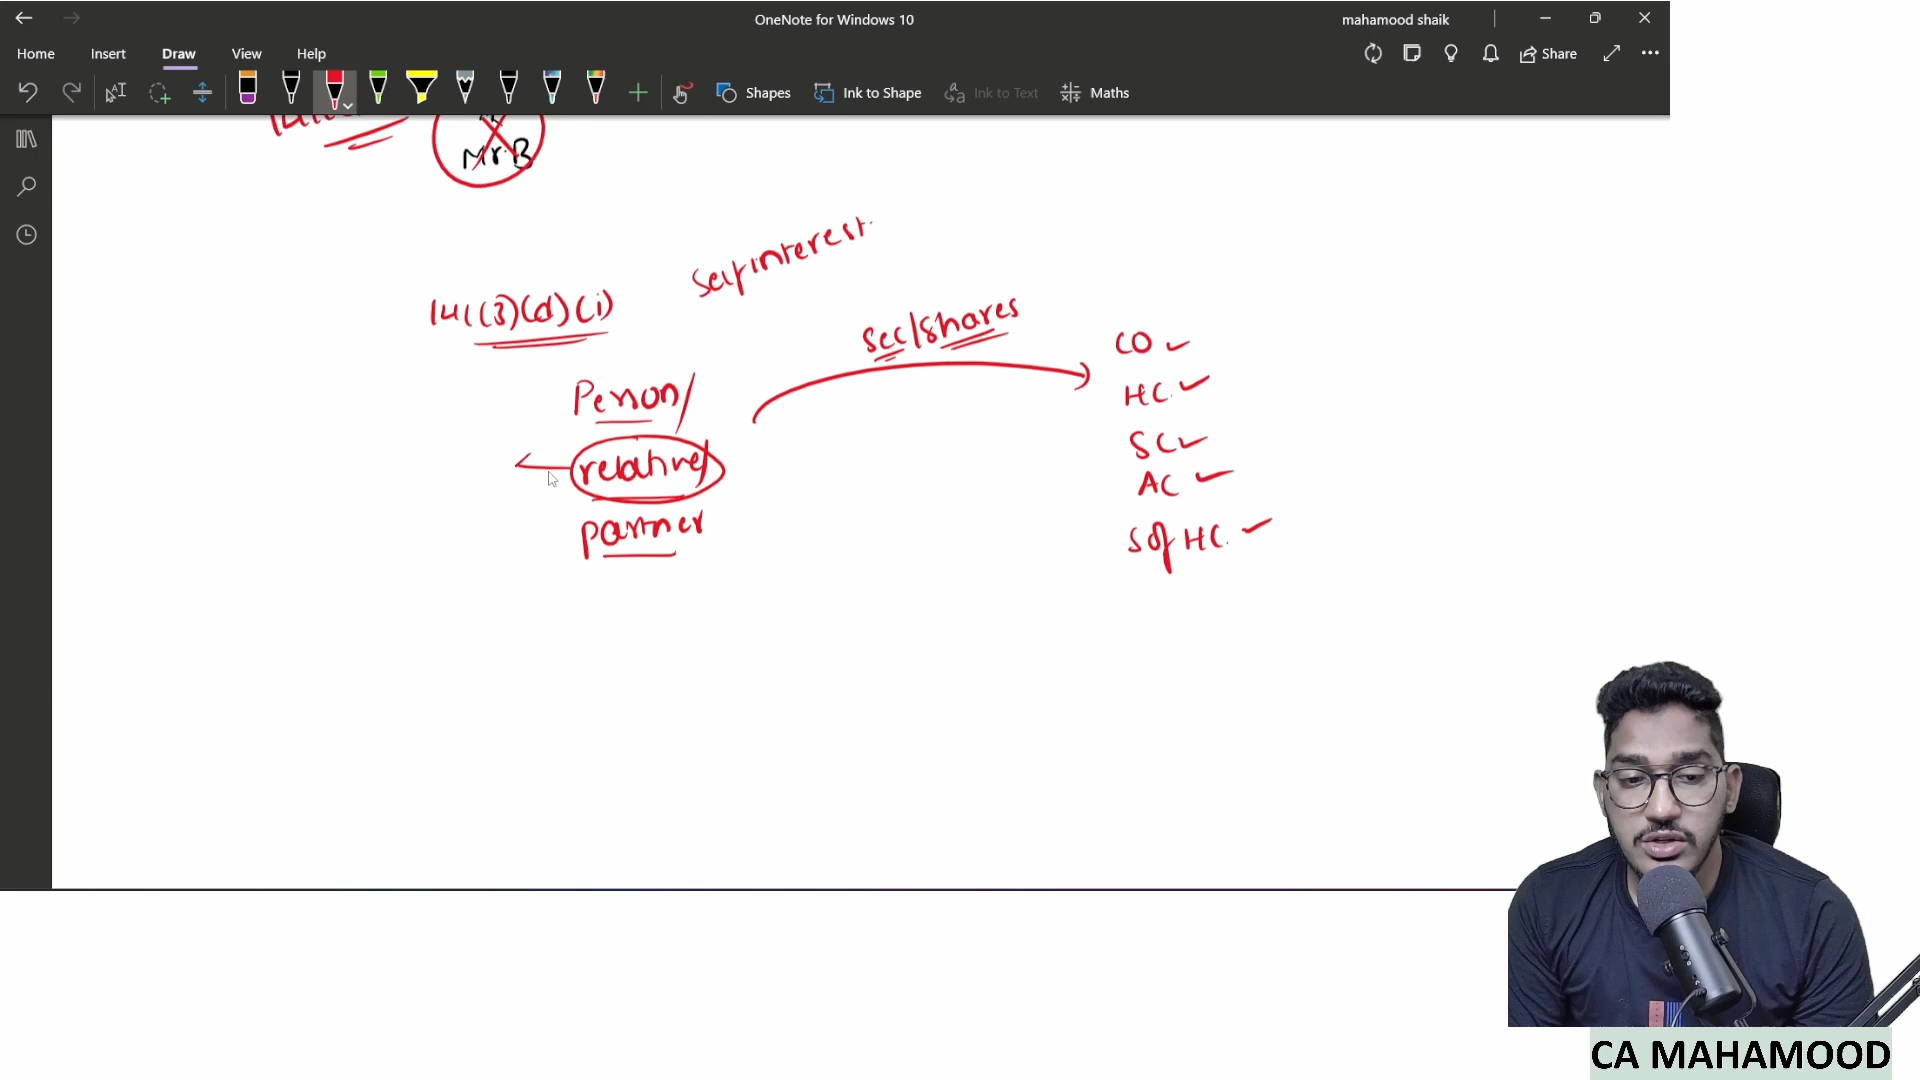 OneNote for Windows 10
mahamood shaik
Home Insert Draw View Help
Share
Shapes Ink to Shape Ink to Text Maths
Mr.B
Self interest.
141(3)(d)(i)
Sec/Shares
Person/
relative/
partner
CO
HC.
SC
AC
S of HC.
CA MAHAMOOD